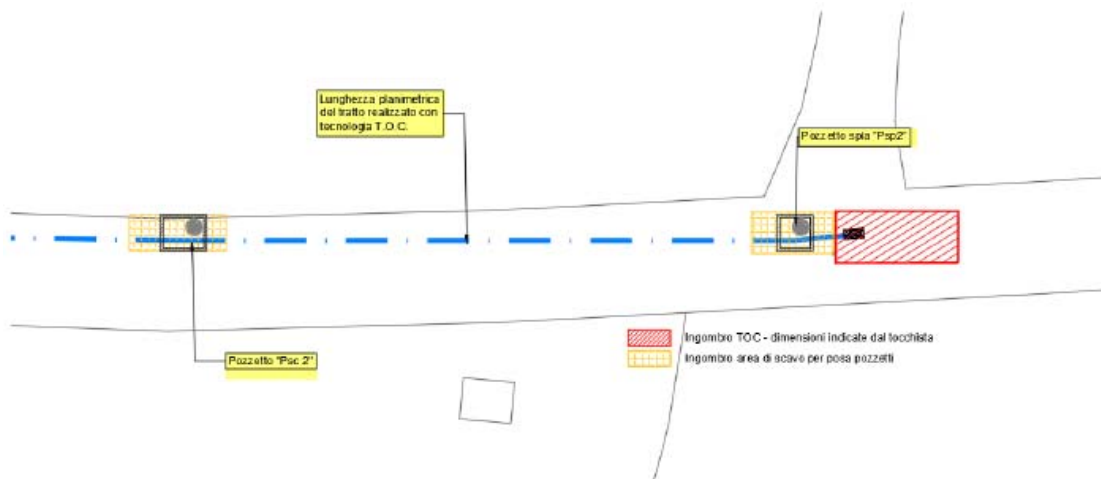 Lunghezza planimetrica
del tratto realizzato con
tecnologia T.O.C.
Pozzetto spia "Psp2"
Pozzetto "Psc.2"
Ingombro TOC - dimensioni indicate dal tocchista
Ingombro area di scavo per posa pozzetti